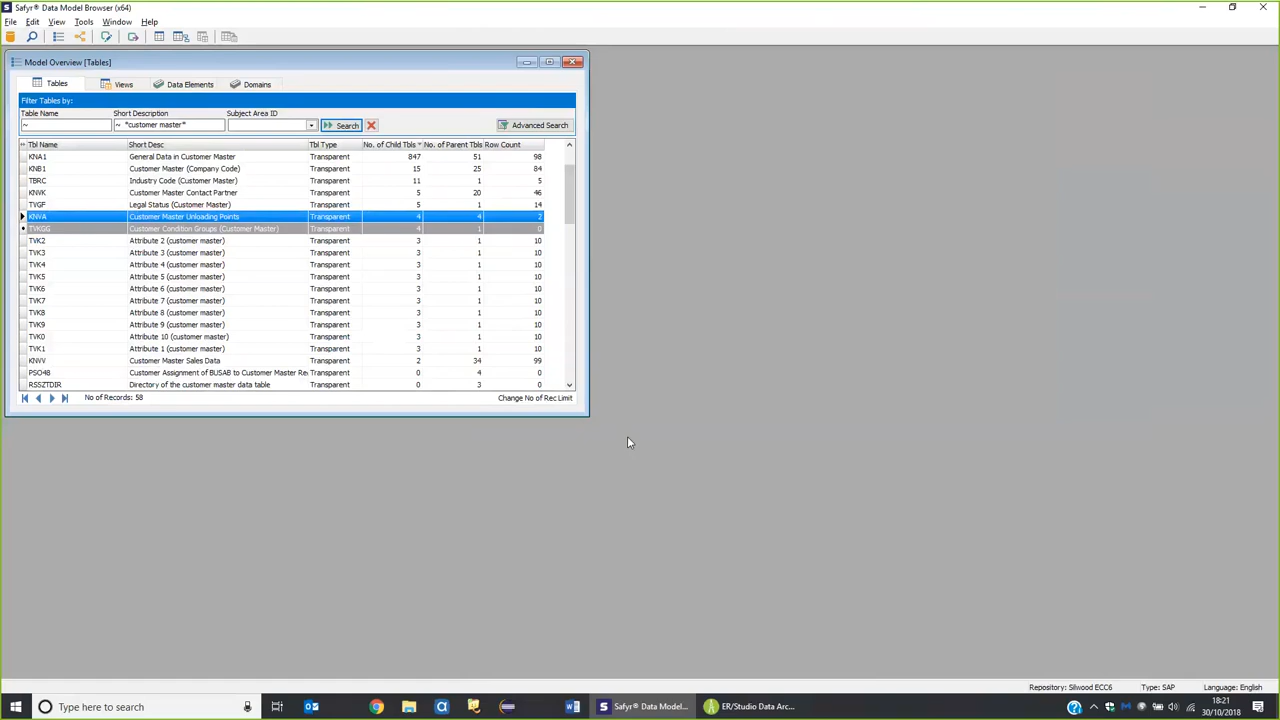 Safyr® Data Model Browser (x64)
File Edit View Tools Window Help
Model Overview [Tables]
Tables Views Data Elements Domains
Filter Tables by:
Table Name Short Description Subject Area ID
~ ~ *customer master* Search Advanced Search
Tbl Name Short Desc Tbl Type No. of Child Tbls No. of Parent Tbls Row Count
KNA1 General Data in Customer Master Transparent 847 51 98
KNB1 Customer Master (Company Code) Transparent 15 25 84
TBRC Industry Code (Customer Master) Transparent 11 1 5
KNVK Customer Master Contact Partner Transparent 5 20 46
TVGF Legal Status (Customer Master) Transparent 5 1 14
KNVA Customer Master Unloading Points Transparent 4 4 2
TVKGG Customer Condition Groups (Customer Master) Transparent 4 1 0
TVK2 Attribute 2 (customer master) Transparent 3 1 10
TVK3 Attribute 3 (customer master) Transparent 3 1 10
TVK4 Attribute 4 (customer master) Transparent 3 1 10
TVK5 Attribute 5 (customer master) Transparent 3 1 10
TVK6 Attribute 6 (customer master) Transparent 3 1 10
TVK7 Attribute 7 (customer master) Transparent 3 1 10
TVK8 Attribute 8 (customer master) Transparent 3 1 10
TVK9 Attribute 9 (customer master) Transparent 3 1 10
TVK0 Attribute 10 (customer master) Transparent 3 1 10
TVK1 Attribute 1 (customer master) Transparent 3 1 10
KNVV Customer Master Sales Data Transparent 2 34 99
PSO48 Customer Assignment of BUSAB to Customer Master Re Transparent 0 4 0
RSSZTDIR Directory of the customer master data table Transparent 0 3 0
No of Records: 58 Change No of Rec Limit
Repository: Silwood ECC6 Type: SAP Language: English
Type here to search Safyr® Data Model... ER/Studio Data Arc... 18:21
30/10/2018